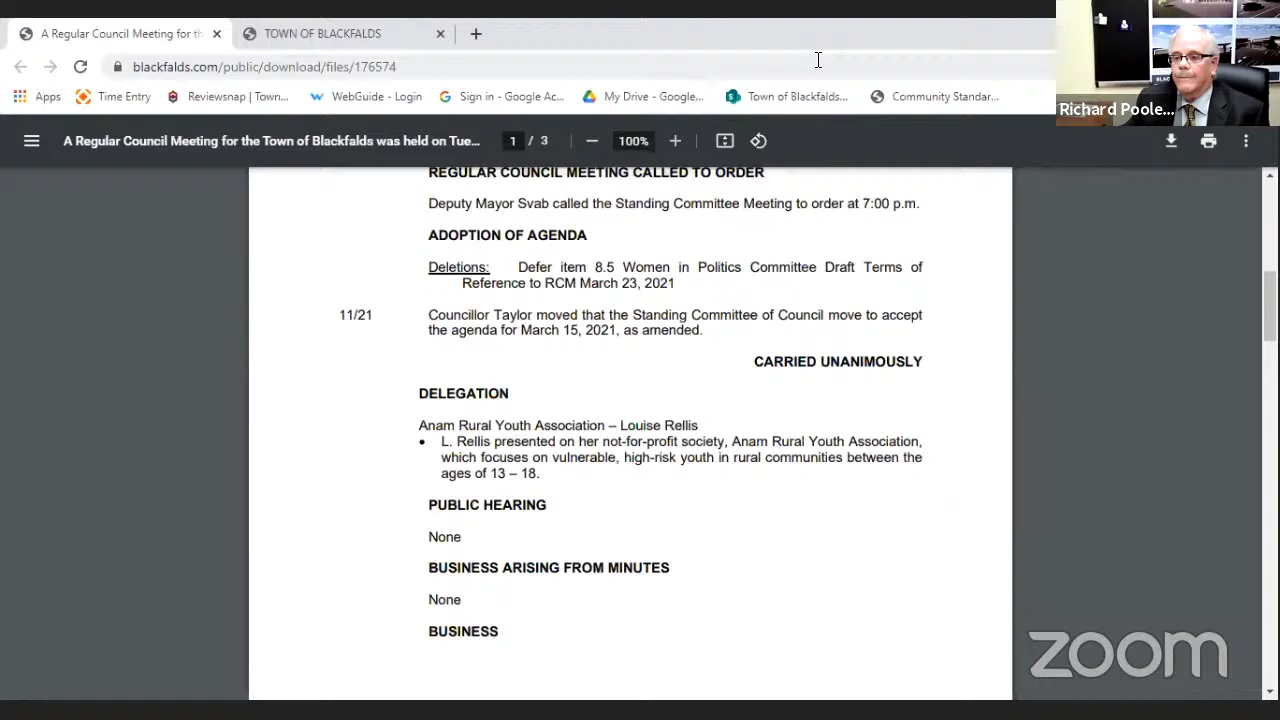 A Regular Council Meeting for th
TOWN OF BLACKFALDS
blackfalds.com/public/download/files/176574
Apps
Time Entry
Reviewsnap | Town...
WebGuide - Login
Sign in - Google Ac...
My Drive - Google...
Town of Blackfalds...
Community Standar...
Richard Poole...
A Regular Council Meeting for the Town of Blackfalds was held on Tue...
1 / 3
100%
REGULAR COUNCIL MEETING CALLED TO ORDER
Deputy Mayor Svab called the Standing Committee Meeting to order at 7:00 p.m.
ADOPTION OF AGENDA
Deletions: Defer item 8.5 Women in Politics Committee Draft Terms of
Reference to RCM March 23, 2021
11/21 Councillor Taylor moved that the Standing Committee of Council move to accept
the agenda for March 15, 2021, as amended.
CARRIED UNANIMOUSLY
DELEGATION
Anam Rural Youth Association – Louise Rellis
• L. Rellis presented on her not-for-profit society, Anam Rural Youth Association,
which focuses on vulnerable, high-risk youth in rural communities between the
ages of 13 – 18.
PUBLIC HEARING
None
BUSINESS ARISING FROM MINUTES
None
BUSINESS
zoom